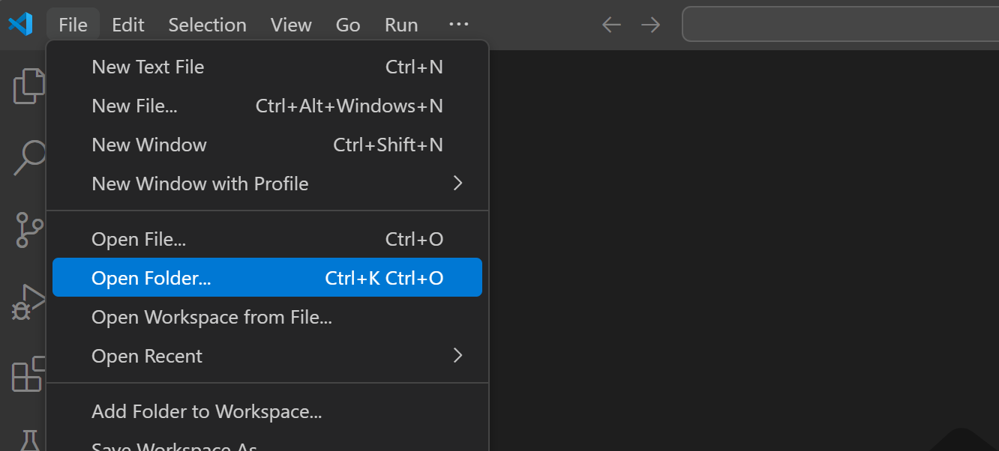 File Edit Selection View Go Run ...
New Text File Ctrl+N
New File... Ctrl+Alt+Windows+N
New Window Ctrl+Shift+N
New Window with Profile
Open File... Ctrl+O
Open Folder... Ctrl+K Ctrl+O
Open Workspace from File...
Open Recent
Add Folder to Workspace...
Save Workspace As